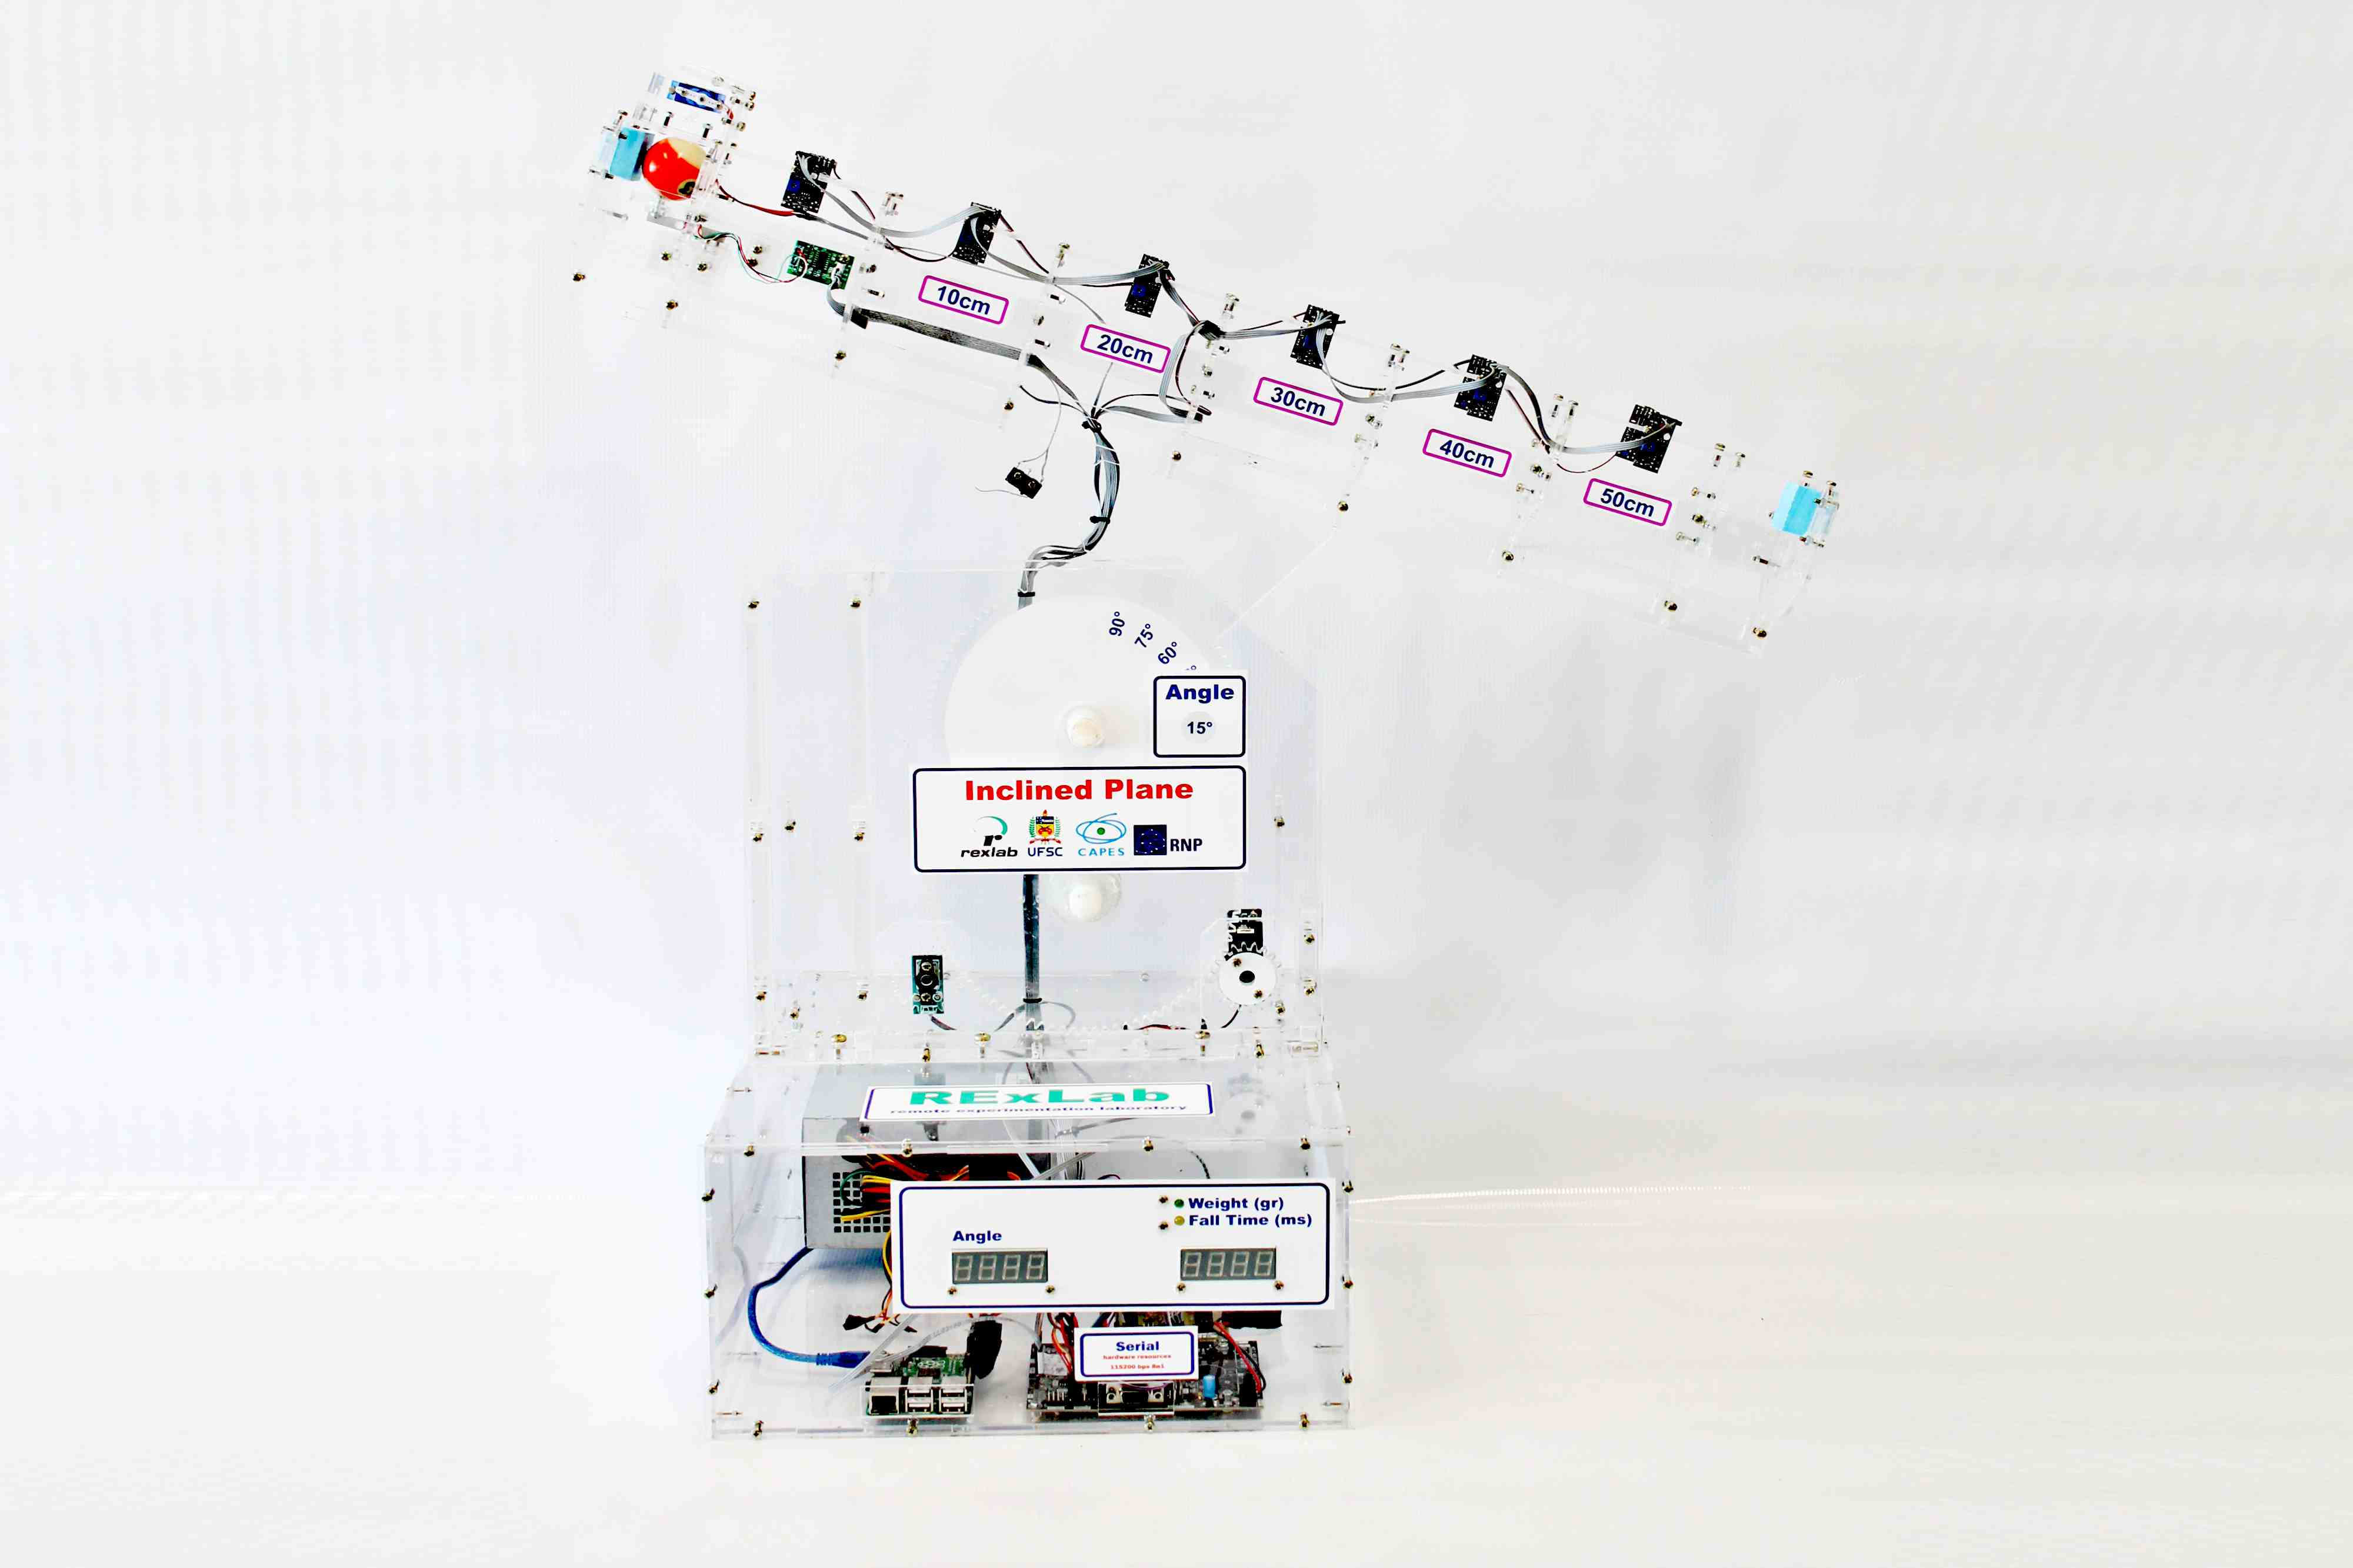 10cm
20cm
30cm
40cm
50cm
90°
75°
60°
Angle
15°
Inclined Plane
rexlab UFSC CAPES RNP
RExLab
remote experimentation laboratory
Weight (gr)
Fall Time (ms)
Angle
Serial
hardware resources
115200 bps 8n1